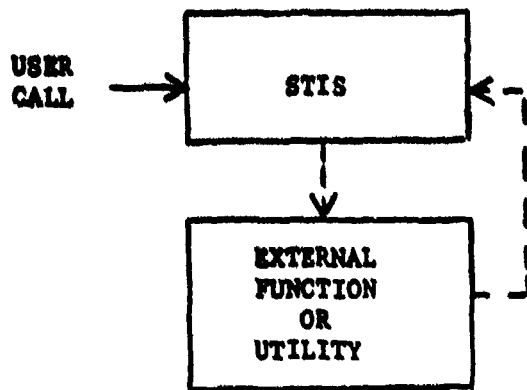 USER
CALL
STIS
EXTERNAL
FUNCTION
OR
UTILITY